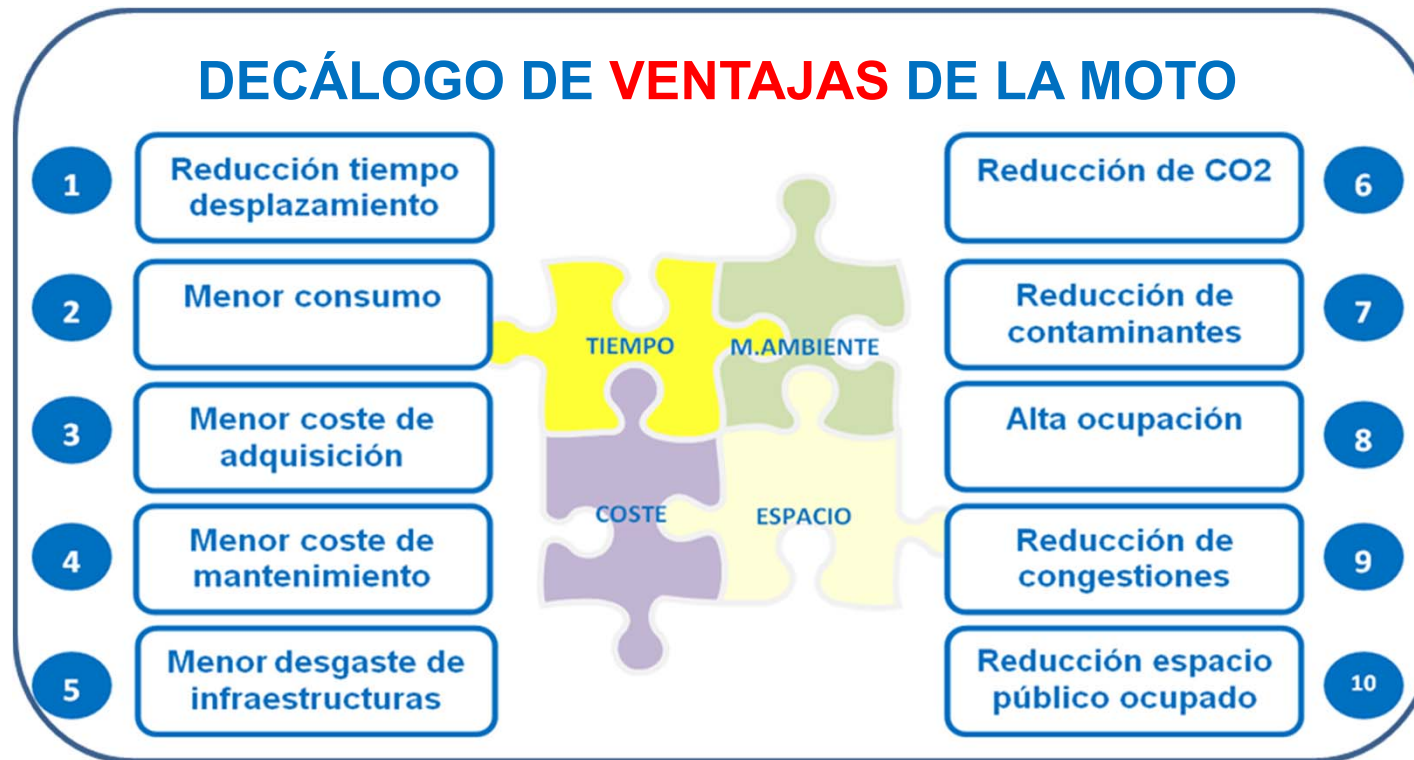 DECÁLOGO DE VENTAJAS DE LA MOTO
1
Reducción tiempo
desplazamiento
2
Menor consumo
3
Menor coste de
adquisición
4
Menor coste de
mantenimiento
5
Menor desgaste de
infraestructuras
TIEMPO
M.AMBIENTE
COSTE
ESPACIO
Reducción de CO2
6
Reducción de
contaminantes
7
Alta ocupación
8
Reducción de
congestiones
9
Reducción espacio
público ocupado
10